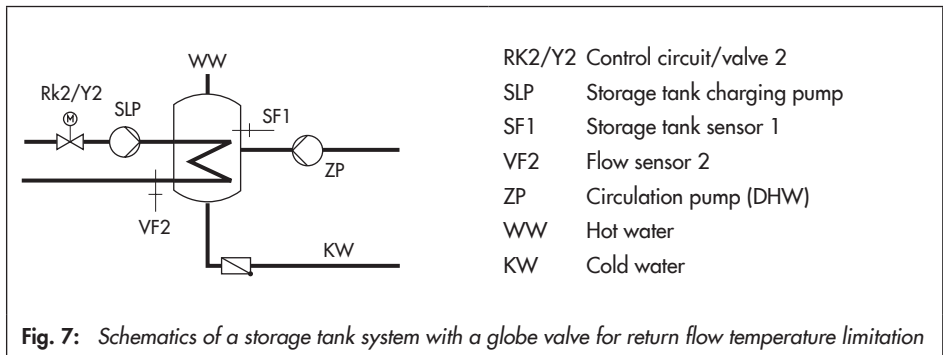 WW
Rk2/Y2
SLP
SF1
M
ZP
VF2
KW
RK2/Y2 Control circuit/valve 2
SLP Storage tank charging pump
SF1 Storage tank sensor 1
VF2 Flow sensor 2
ZP Circulation pump (DHW)
WW Hot water
KW Cold water
Fig. 7: Schematics of a storage tank system with a globe valve for return flow temperature limitation